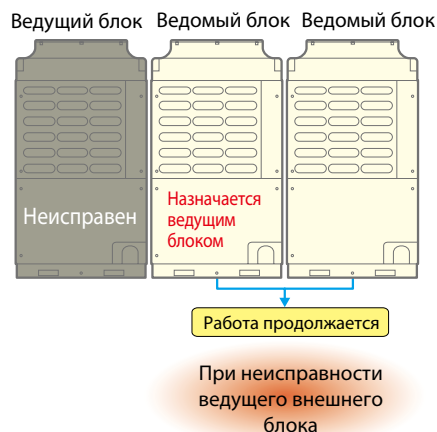 Ведущий блок Ведомый блок Ведомый блок
Неисправен
Назначается
ведущим
блоком
Работа продолжается
При неисправности
ведущего внешнего
блока